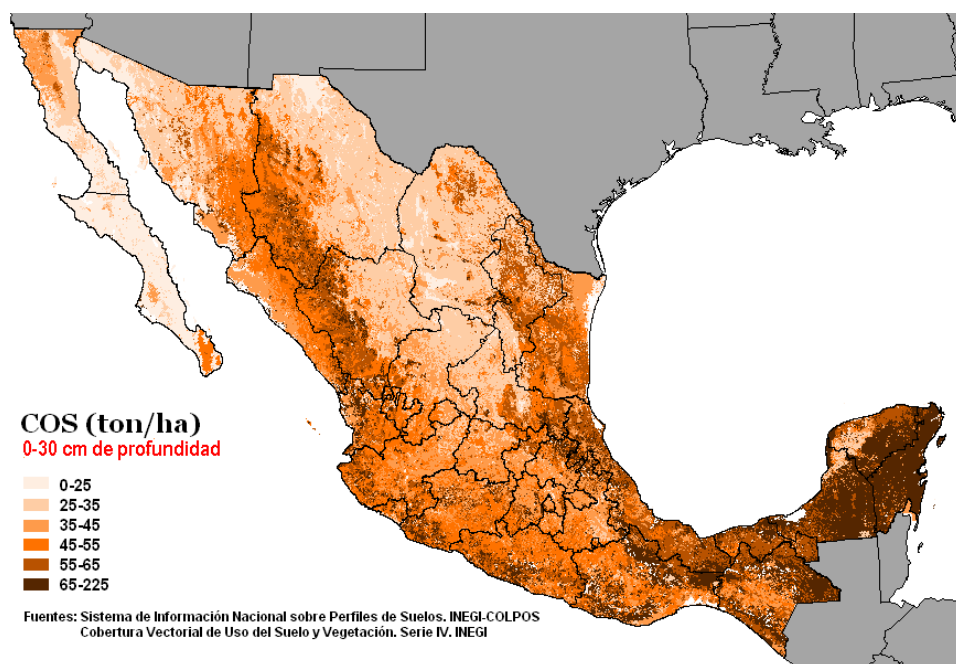 COS (ton/ha)
0-30 cm de profundidad
0-25
25-35
35-45
45-55
55-65
65-225
Fuentes: Sistema de Información Nacional sobre Perfiles de Suelos. INEGI-COLPOS
Cobertura Vectorial de Uso del Suelo y Vegetación. Serie IV. INEGI